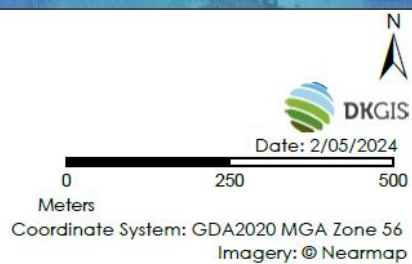 N
DKGIS
Date: 2/05/2024
0 250 500
Meters
Coordinate System: GDA2020 MGA Zone 56
Imagery: © Nearmap